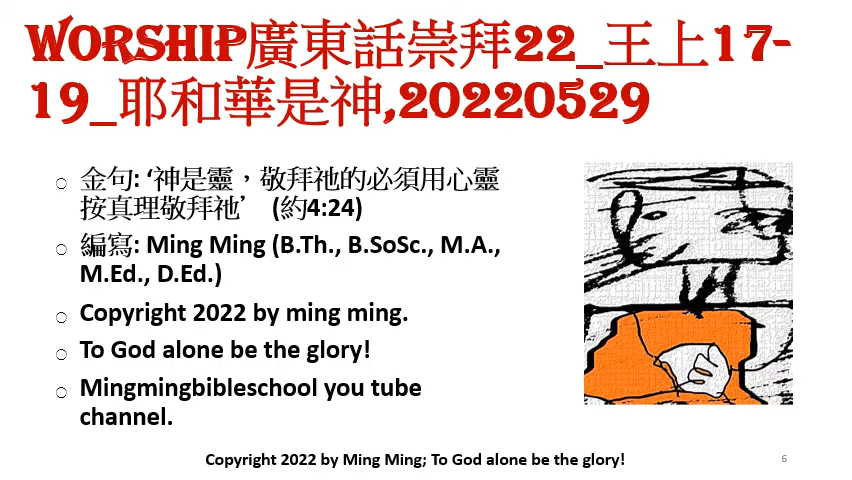 WORSHIP廣東話崇拜22_王上17-
19_耶和華是神,20220529
金句: ‘神是靈，敬拜祂的必須用心靈
按真理敬拜祂’ (約4:24)
編寫: Ming Ming (B.Th., B.SoSc., M.A.,
M.Ed., D.Ed.)
Copyright 2022 by ming ming.
To God alone be the glory!
Mingmingbibleschool you tube
channel.
Copyright 2022 by Ming Ming; To God alone be the glory!
6